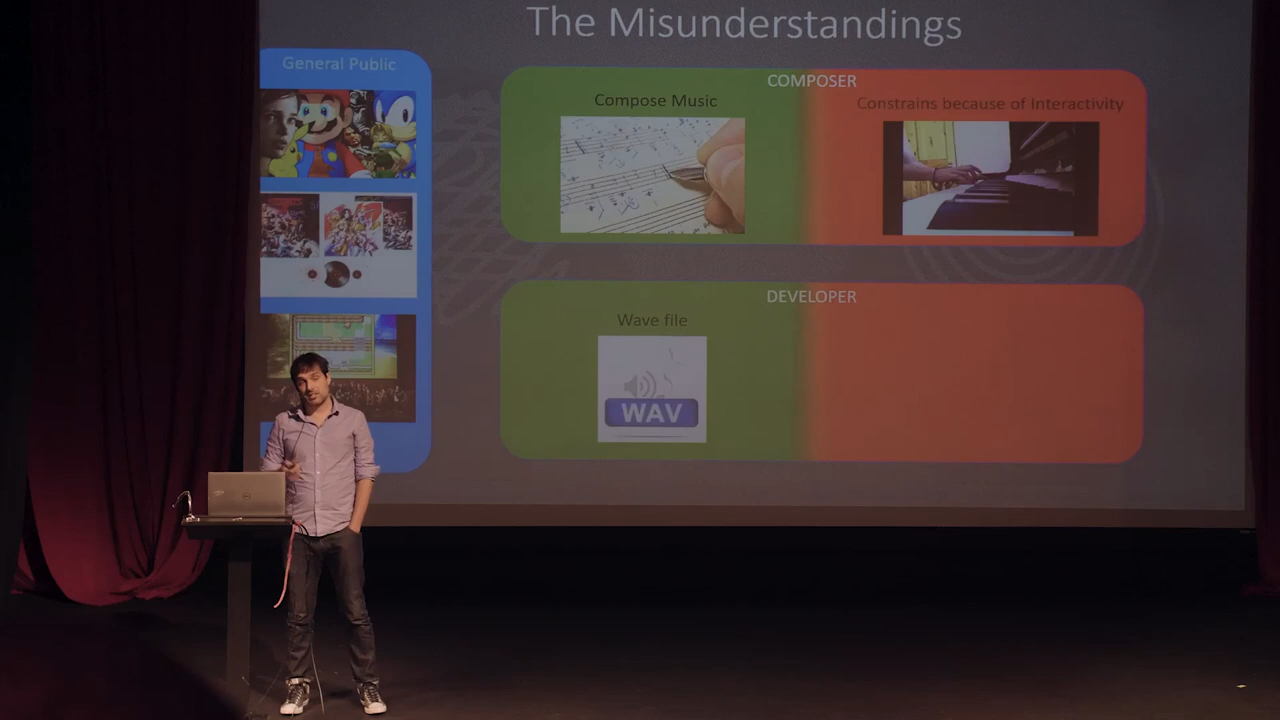 The Misunderstandings
General Public
COMPOSER
Compose Music
Constrains because of Interactivity
DEVELOPER
Wave file
WAV